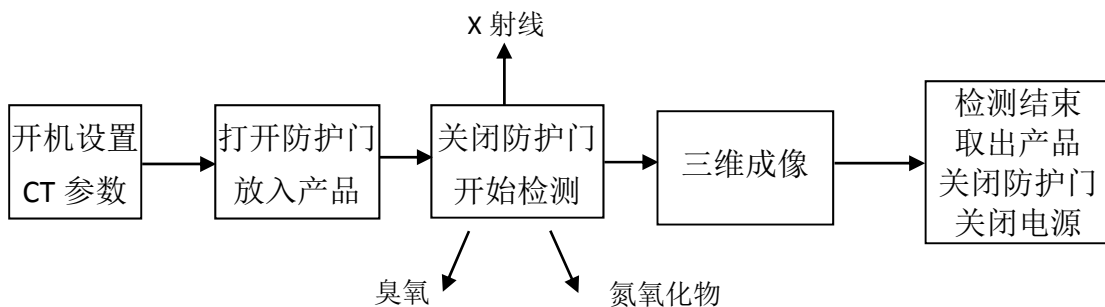 X 射线
开机设置
CT 参数
打开防护门
放入产品
关闭防护门
开始检测
三维成像
检测结束
取出产品
关闭防护门
关闭电源
臭氧
氮氧化物